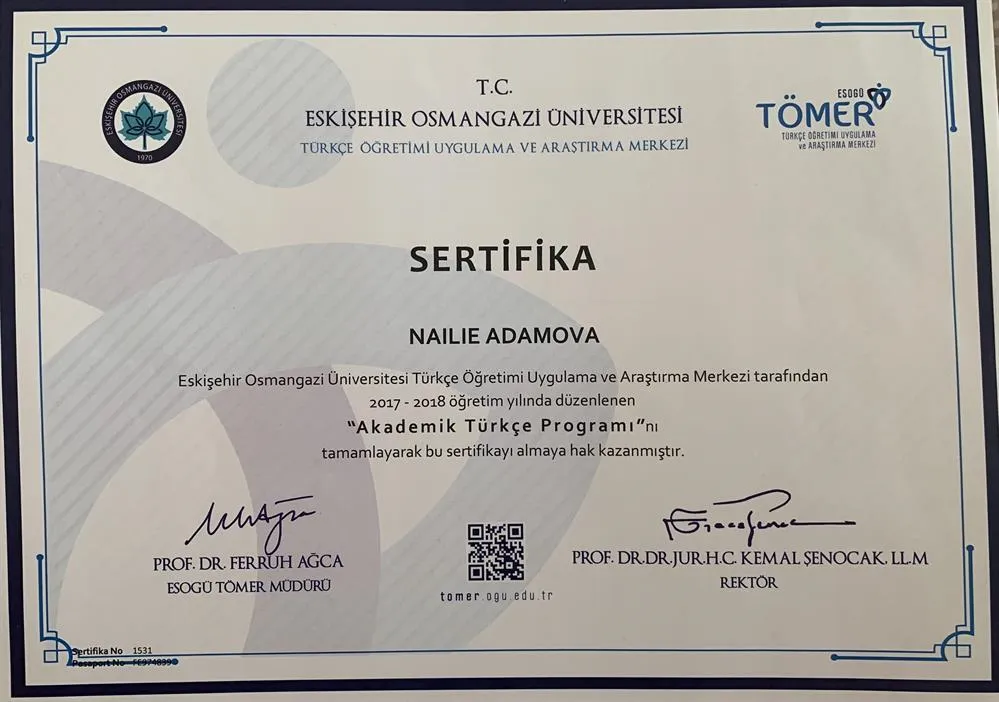 T.C.
ESKİŞEHİR OSMANGAZİ ÜNİVERSİTESİ
TÜRKÇE ÖĞRETİMİ UYGULAMA VE ARASTIRMA MERKEZİ
ESKİŞEHİR OSMANGAZİ ÜNİVERSİTESİ
1970
ESOGÜ
TÖMER
TÜRKÇE ÖĞRETİMİ UYGULAMA
ve ARAŞTIRMA MERKEZİ
SERTİFİKA
NAILIE ADAMOVA
Eskişehir Osmangazi Üniversitesi Türkçe Öğretimi Uygulama ve Araştırma Merkezi tarafından
2017 - 2018 öğretim yılında düzenlenen
“Akademik Türkçe Programı”nı
tamamlayarak bu sertifikayı almaya hak kazanmıştır.
PROF. DR. FERRUH AĞCA
ESOGÜ TÖMER MÜDÜRÜ
tomer.ogu.edu.tr
PROF. DR.DR.JUR.H.C. KEMAL ŞENOCAK. LL.M
REKTÖR
Sertifika No 1531
Pasaport No FE974839